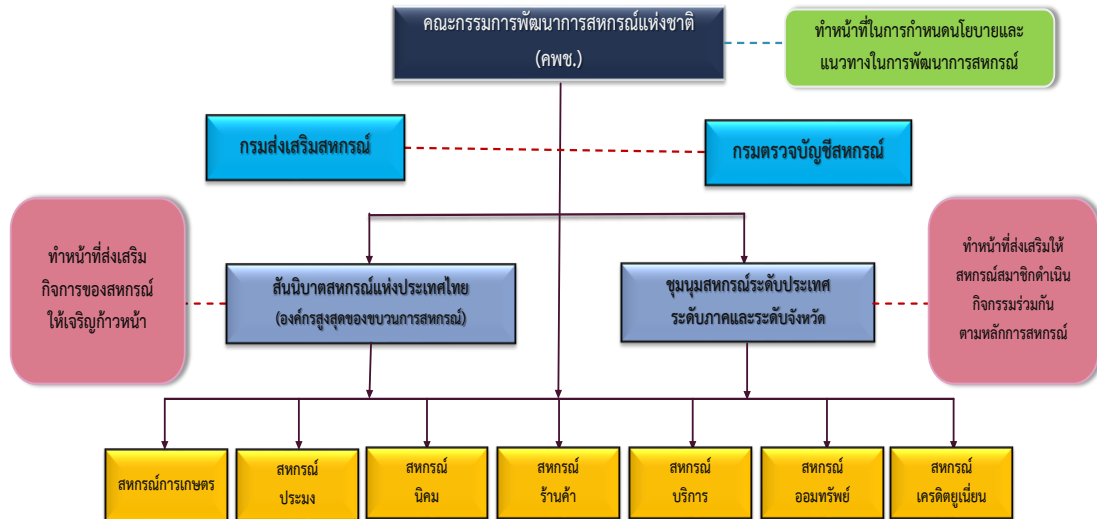 คณะกรรมการพัฒนาการสหกรณ์แห่งชาติ
(คพช.)
ทำหน้าที่ในการกำหนดนโยบายและ
แนวทางในการพัฒนาการสหกรณ์
กรมส่งเสริมสหกรณ์
กรมตรวจบัญชีสหกรณ์
ทำหน้าที่ส่งเสริม
กิจการของสหกรณ์
ให้เจริญก้าวหน้า
สันนิบาตสหกรณ์แห่งประเทศไทย
(องค์กรสูงสุดของขบวนการสหกรณ์)
ชุมนุมสหกรณ์ระดับประเทศ
ระดับภาคและระดับจังหวัด
ทำหน้าที่ส่งเสริมให้
สหกรณ์สมาชิกดำเนิน
กิจกรรมร่วมกัน
ตามหลักการสหกรณ์
สหกรณ์การเกษตร
สหกรณ์
ประมง
สหกรณ์
นิคม
สหกรณ์
ร้านค้า
สหกรณ์
บริการ
สหกรณ์
ออมทรัพย์
สหกรณ์
เครดิตยูเนี่ยน